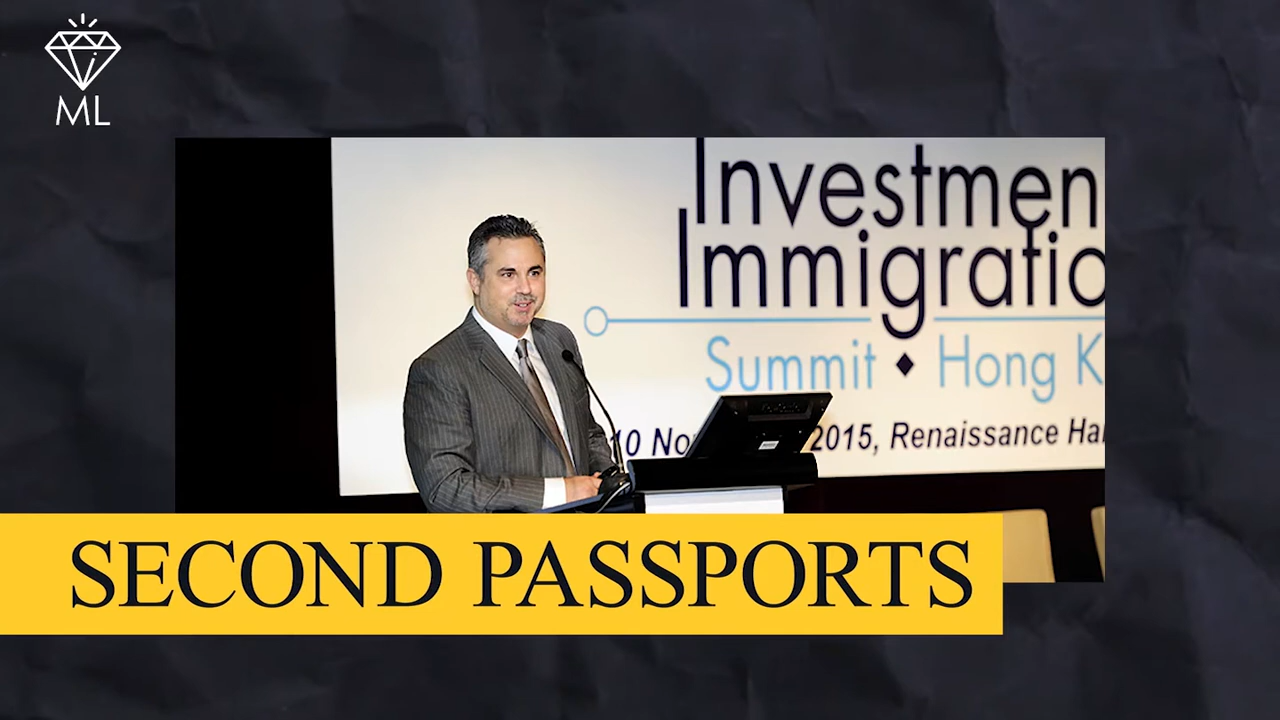 ML
Investmen
Immigratio
Summit ♦ Hong K
10 No 2015, Renaissance Ha
SECOND PASSPORTS